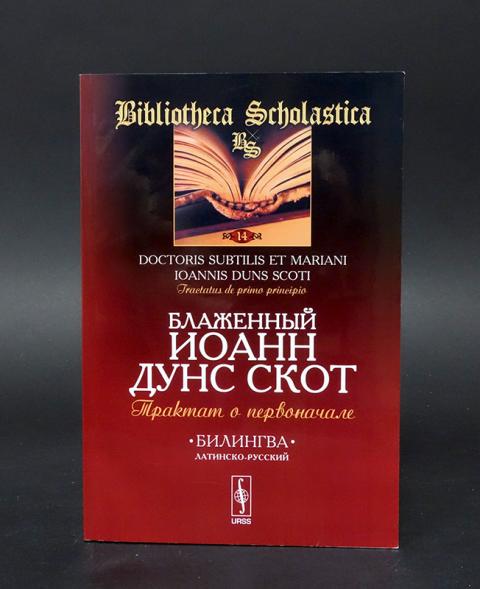 Bibliotheca Scholastica
BS
14
DOCTORIS SUBTILIS ET MARIANI
IOANNIS DUNS SCOTI
Tractatus de primo principio
БЛАЖЕННЫЙ
ИОАНН
ДУНС СКОТ
Трактат о первоначале
• БИЛИНГВА •
ЛАТИНСКО-РУССКИЙ
URSS